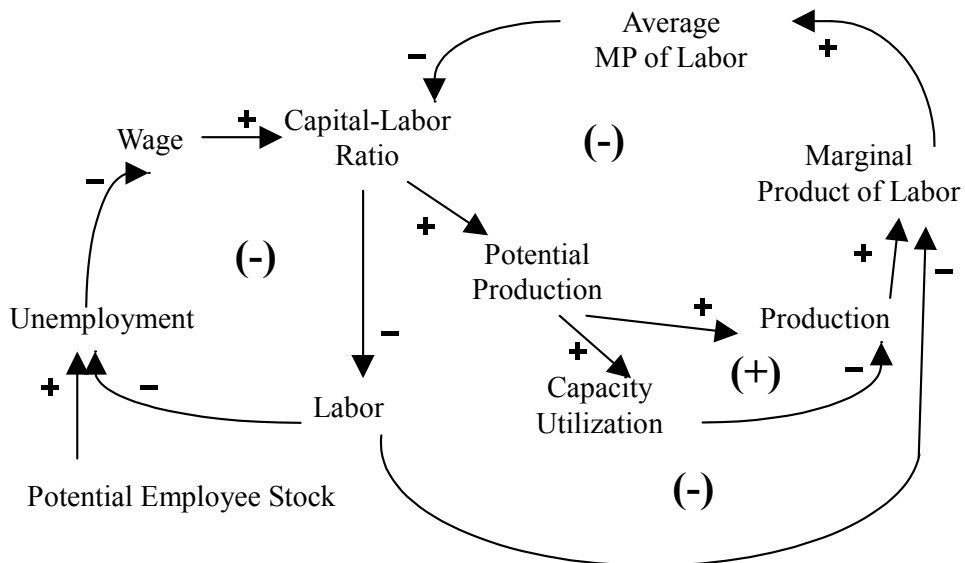 Average
MP of Labor
+
-
Capital-Labor
Ratio
+
Wage
(-)
Marginal
Product of Labor
-
+
(-)
Potential
Production
+
-
Unemployment
+
Production
-
+
(+)
-
+
-
Capacity
Utilization
Labor
(-)
Potential Employee Stock